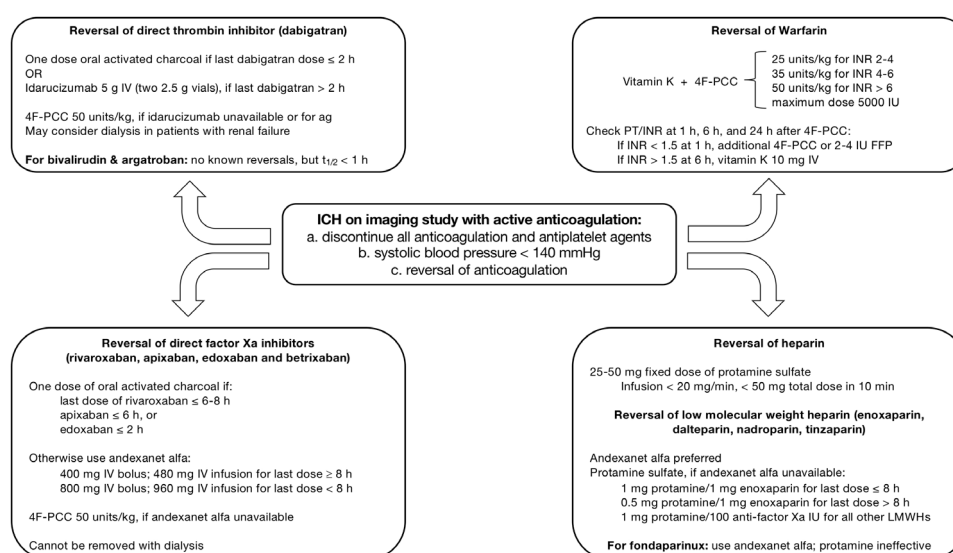 Reversal of direct thrombin inhibitor (dabigatran)
One dose oral activated charcoal if last dabigatran dose ≤ 2 h
OR
Idarucizumab 5 g IV (two 2.5 g vials), if last dabigatran > 2 h
4F-PCC 50 units/kg, if idarucizumab unavailable or for ag
May consider dialysis in patients with renal failure
For bivalirudin & argatroban: no known reversals, but t1/2 < 1 h
Reversal of Warfarin
Vitamin K + 4F-PCC
25 units/kg for INR 2-4
35 units/kg for INR 4-6
50 units/kg for INR > 6
maximum dose 5000 IU
Check PT/INR at 1 h, 6 h, and 24 h after 4F-PCC:
If INR < 1.5 at 1 h, additional 4F-PCC or 2-4 IU FFP
If INR > 1.5 at 6 h, vitamin K 10 mg IV
ICH on imaging study with active anticoagulation:
a. discontinue all anticoagulation and antiplatelet agents
b. systolic blood pressure < 140 mmHg
c. reversal of anticoagulation
Reversal of direct factor Xa inhibitors
(rivaroxaban, apixaban, edoxaban and betrixaban)
One dose of oral activated charcoal if:
last dose of rivaroxaban ≤ 6-8 h
apixaban ≤ 6 h, or
edoxaban ≤ 2 h
Otherwise use andexanet alfa:
400 mg IV bolus; 480 mg IV infusion for last dose ≥ 8 h
800 mg IV bolus; 960 mg IV infusion for last dose < 8 h
4F-PCC 50 units/kg, if andexanet alfa unavailable
Cannot be removed with dialysis
Reversal of heparin
25-50 mg fixed dose of protamine sulfate
Infusion < 20 mg/min, < 50 mg total dose in 10 min
Reversal of low molecular weight heparin (enoxaparin,
dalteparin, nadroparin, tinzaparin)
Andexanet alfa preferred
Protamine sulfate, if andexanet alfa unavailable:
1 mg protamine/1 mg enoxaparin for last dose ≤ 8 h
0.5 mg protamine/1 mg enoxaparin for last dose > 8 h
1 mg protamine/100 anti-factor Xa IU for all other LMWHs
For fondaparinux: use andexanet alfa; protamine ineffective